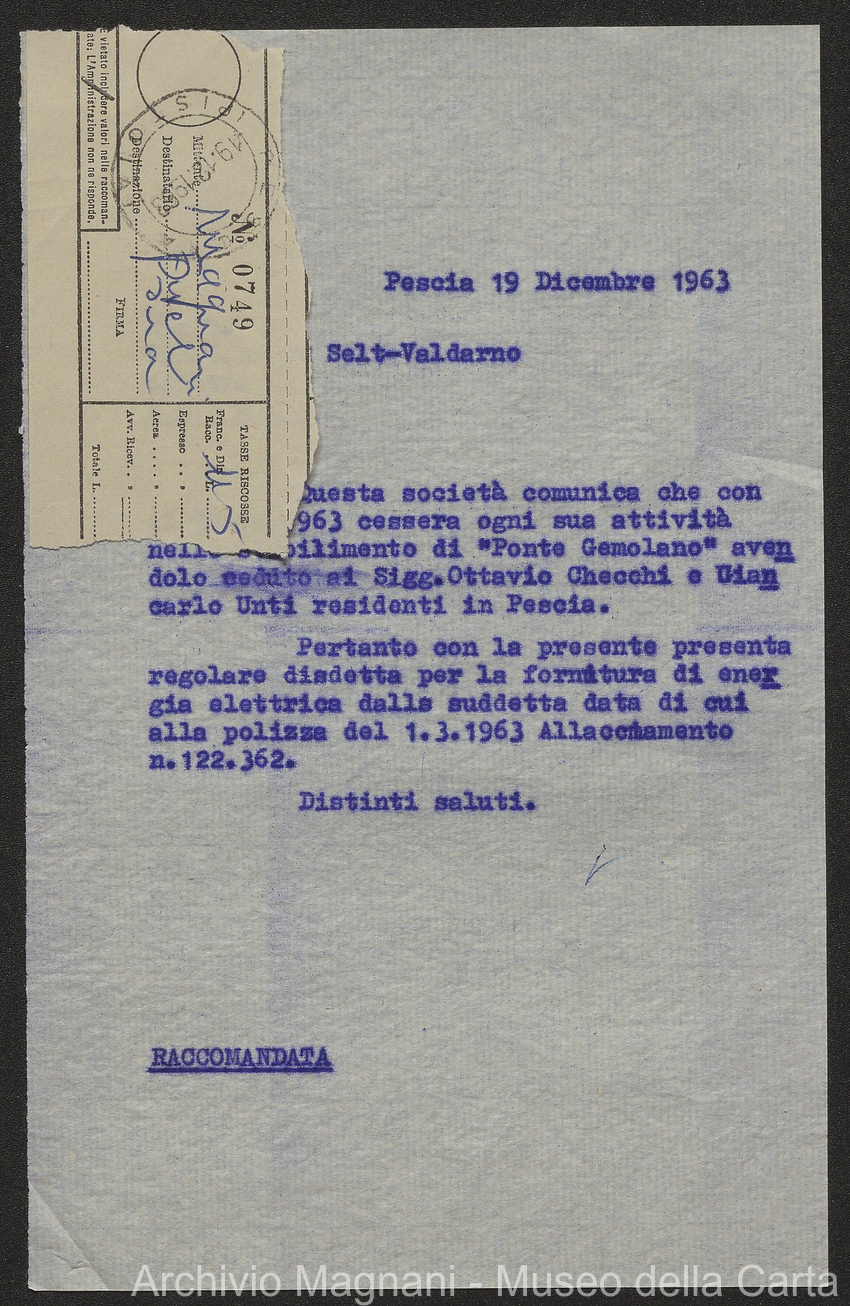 È vietato includere valori nelle raccoman-
ate; L'Amministrazione non ne risponde.
Nº 0749
Mittente Magnani
Destinatario
Destinazione
FIRMA
TASSE RISCOSSE
Franc. e Dir.
Racc. L.
Espresso . . "
Aerea . . . . "
Avv. Ricev. . "
Totale L.
Pescia 19 Dicembre 1963
Selt-Valdarno
Questa società comunica che con
963 cessera ogni sua attività
nello bilimento di "Ponte Gemolano" aven
dolo ceduto ai Sigg.Ottavio Checchi e Gian
carlo Unti residenti in Pescia.
Pertanto con la presente presenta
regolare disdetta per la fornitura di ener
gia elettrica dalla suddetta data di cui
alla polizza del 1.3.1963 Allacciamento
n.122.362.
Distinti saluti.
RACCOMANDATA
Archivio Magnani - Museo della Carta